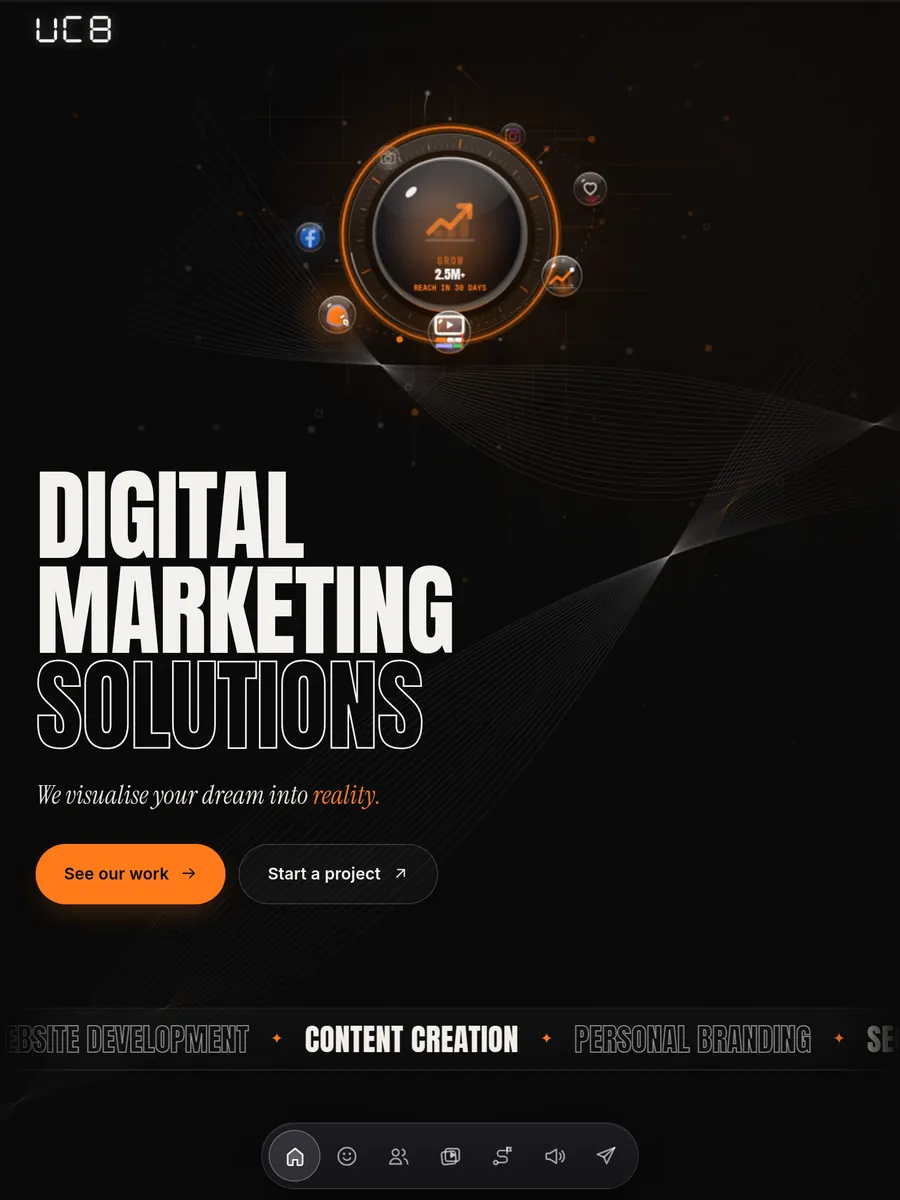 UCB
GROW
2.5M+
REACH IN 30 DAYS
DIGITAL
MARKETING
SOLUTIONS
We visualise your dream into reality.
See our work →
Start a project ↗
EBSITE DEVELOPMENT ✦ CONTENT CREATION ✦ PERSONAL BRANDING ✦ SE